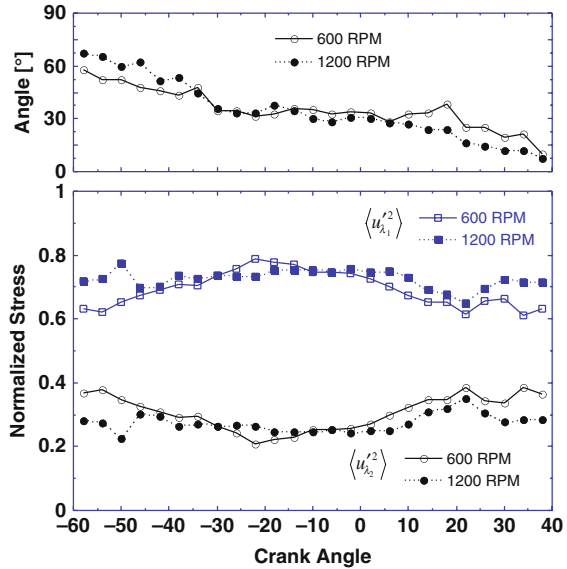 90
60
30
0
Angle [°]
600 RPM
1200 RPM
1
0.8
0.6
0.4
0.2
0
Normalized Stress
⟨u′²λ₁⟩
600 RPM
1200 RPM
⟨u′²λ₂⟩
600 RPM
1200 RPM
−60 −50 −40 −30 −20 −10 0 10 20 30 40
Crank Angle